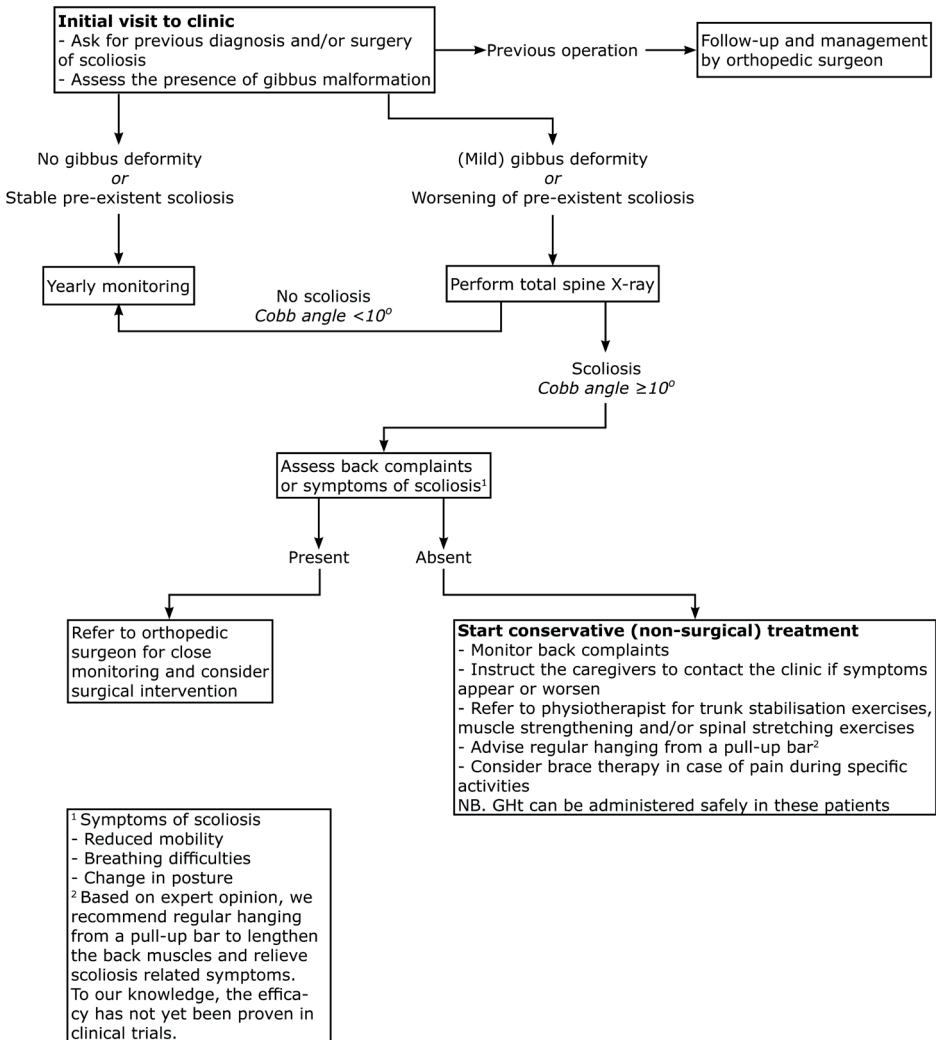 Initial visit to clinic
- Ask for previous diagnosis and/or surgery
of scoliosis
- Assess the presence of gibbus malformation
Previous operation
Follow-up and management
by orthopedic surgeon
No gibbus deformity
or
Stable pre-existent scoliosis
(Mild) gibbus deformity
or
Worsening of pre-existent scoliosis
Yearly monitoring
No scoliosis
Cobb angle <10º
Perform total spine X-ray
Scoliosis
Cobb angle ≥10º
Assess back complaints
or symptoms of scoliosis¹
Present
Absent
Refer to orthopedic
surgeon for close
monitoring and consider
surgical intervention
Start conservative (non-surgical) treatment
- Monitor back complaints
- Instruct the caregivers to contact the clinic if symptoms
appear or worsen
- Refer to physiotherapist for trunk stabilisation exercises,
muscle strengthening and/or spinal stretching exercises
- Advise regular hanging from a pull-up bar²
- Consider brace therapy in case of pain during specific
activities
NB. GHt can be administered safely in these patients
¹ Symptoms of scoliosis
- Reduced mobility
- Breathing difficulties
- Change in posture
² Based on expert opinion, we
recommend regular hanging
from a pull-up bar to lengthen
the back muscles and relieve
scoliosis related symptoms.
To our knowledge, the effica-
cy has not yet been proven in
clinical trials.